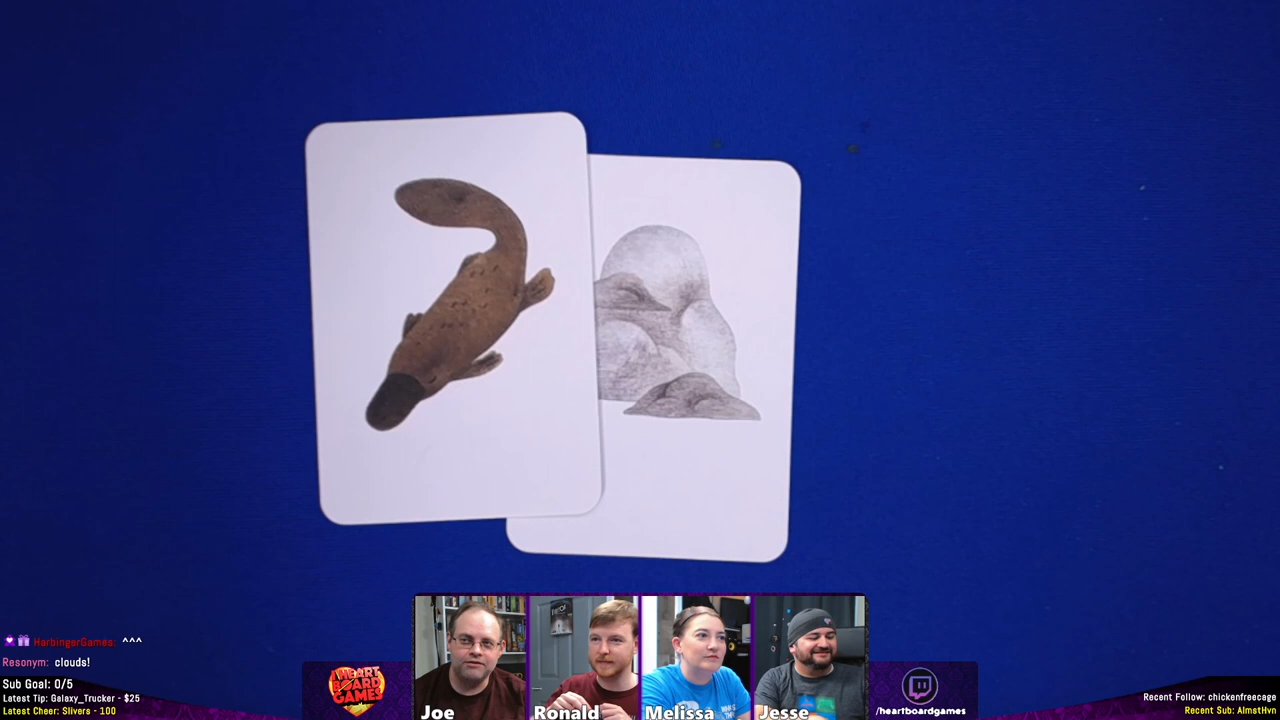 HarbingerGames: ^^^
Resonym: clouds!
Sub Goal: 0/5
Latest Tip: Galaxy_Trucker - $25
Latest Cheer: Slivers - 100
I HEART
BOARD
GAMES
Joe
Ronald
Melissa
Jesse
/heartboardgames
Recent Follow: chickenfreecage
Recent Sub: AlmstHvn